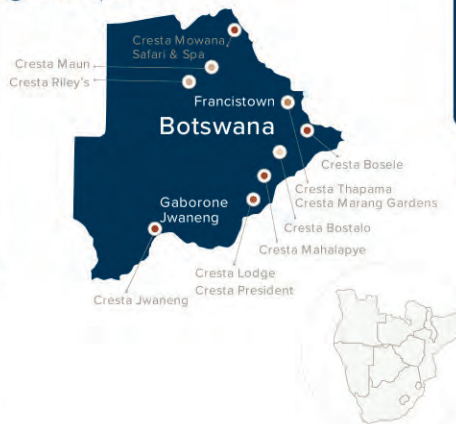 Cresta Mowana
Safari & Spa
Cresta Maun
Cresta Riley's
Francistown
Botswana
Cresta Bosele
Cresta Thapama
Cresta Marang Gardens
Gaborone
Jwaneng
Cresta Bostalo
Cresta Mahalapye
Cresta Lodge
Cresta President
Cresta Jwaneng